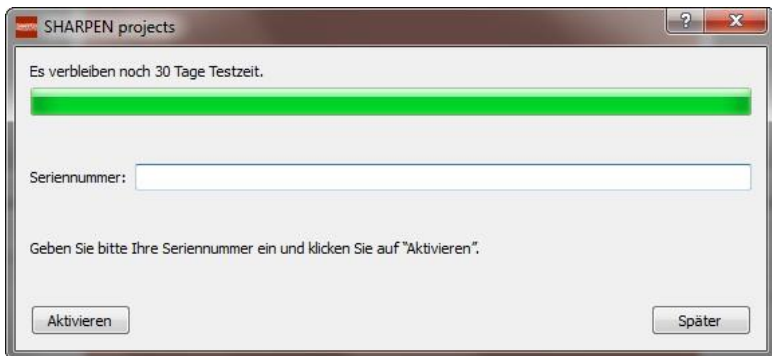 SHARPEN projects
Es verbleiben noch 30 Tage Testzeit.
Seriennummer:
Geben Sie bitte Ihre Seriennummer ein und klicken Sie auf “Aktivieren”.
Aktivieren
Später